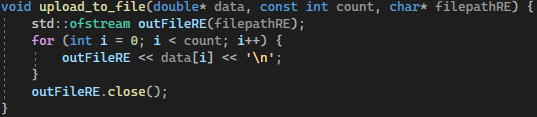 void upload_to_file(double* data, const int count, char* filepathRE) {
    std::ofstream outFileRE(filepathRE);
    for (int i = 0; i < count; i++) {
        outFileRE << data[i] << '\n';
    }
    outFileRE.close();
}